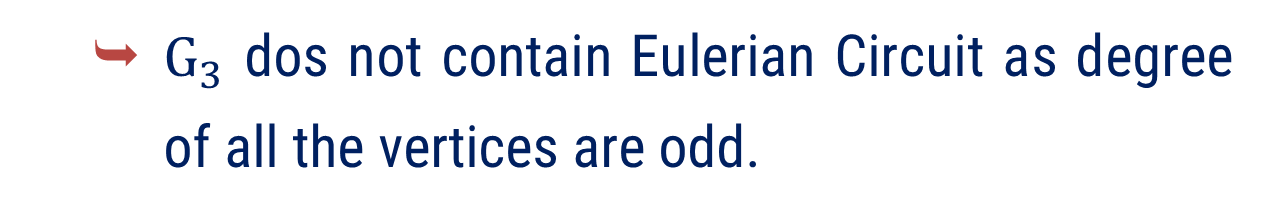 ➥ G₃ dos not contain Eulerian Circuit as degree
of all the vertices are odd.